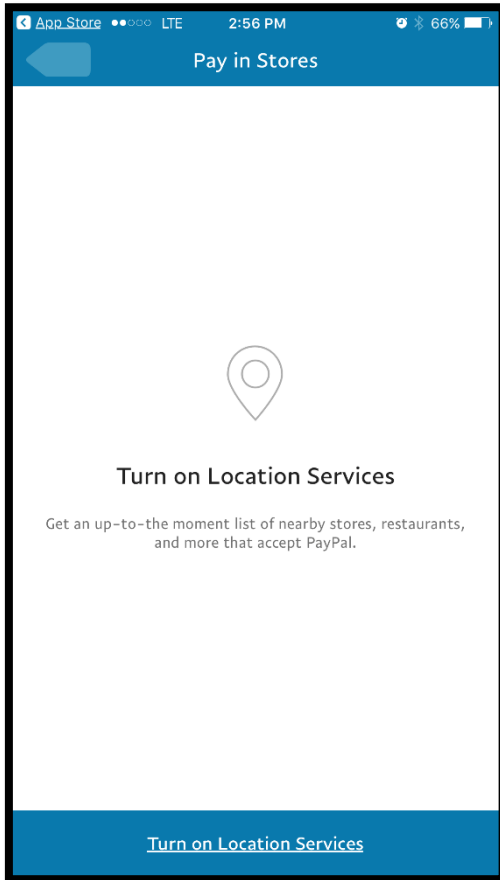 App Store LTE 2:56 PM 66%
Pay in Stores
Turn on Location Services
Get an up-to-the moment list of nearby stores, restaurants,
and more that accept PayPal.
Turn on Location Services